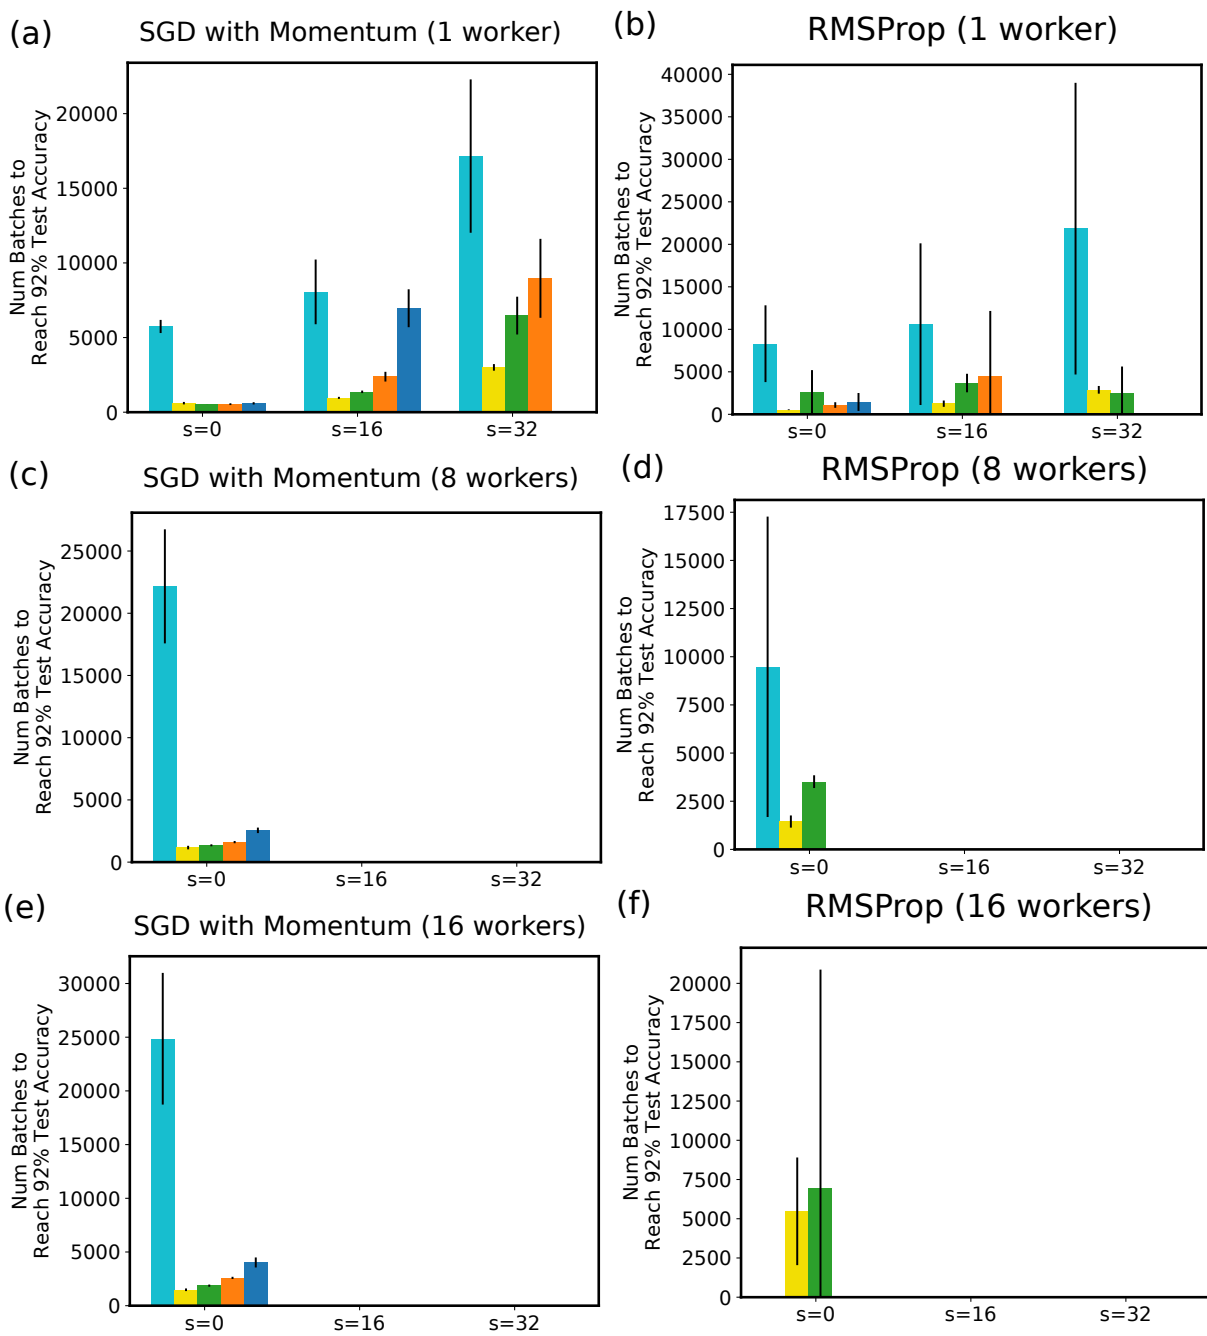 (a)
SGD with Momentum (1 worker)
Num Batches to
Reach 92% Test Accuracy
20000
15000
10000
5000
0
s=0
s=16
s=32
(b)
RMSProp (1 worker)
Num Batches to
Reach 92% Test Accuracy
40000
35000
30000
25000
20000
15000
10000
5000
0
s=0
s=16
s=32
(c)
SGD with Momentum (8 workers)
Num Batches to
Reach 92% Test Accuracy
25000
20000
15000
10000
5000
0
s=0
s=16
s=32
(d)
RMSProp (8 workers)
Num Batches to
Reach 92% Test Accuracy
17500
15000
12500
10000
7500
5000
2500
0
s=0
s=16
s=32
(e)
SGD with Momentum (16 workers)
Num Batches to
Reach 92% Test Accuracy
30000
25000
20000
15000
10000
5000
0
s=0
s=16
s=32
(f)
RMSProp (16 workers)
Num Batches to
Reach 92% Test Accuracy
20000
17500
15000
12500
10000
7500
5000
2500
0
s=0
s=16
s=32